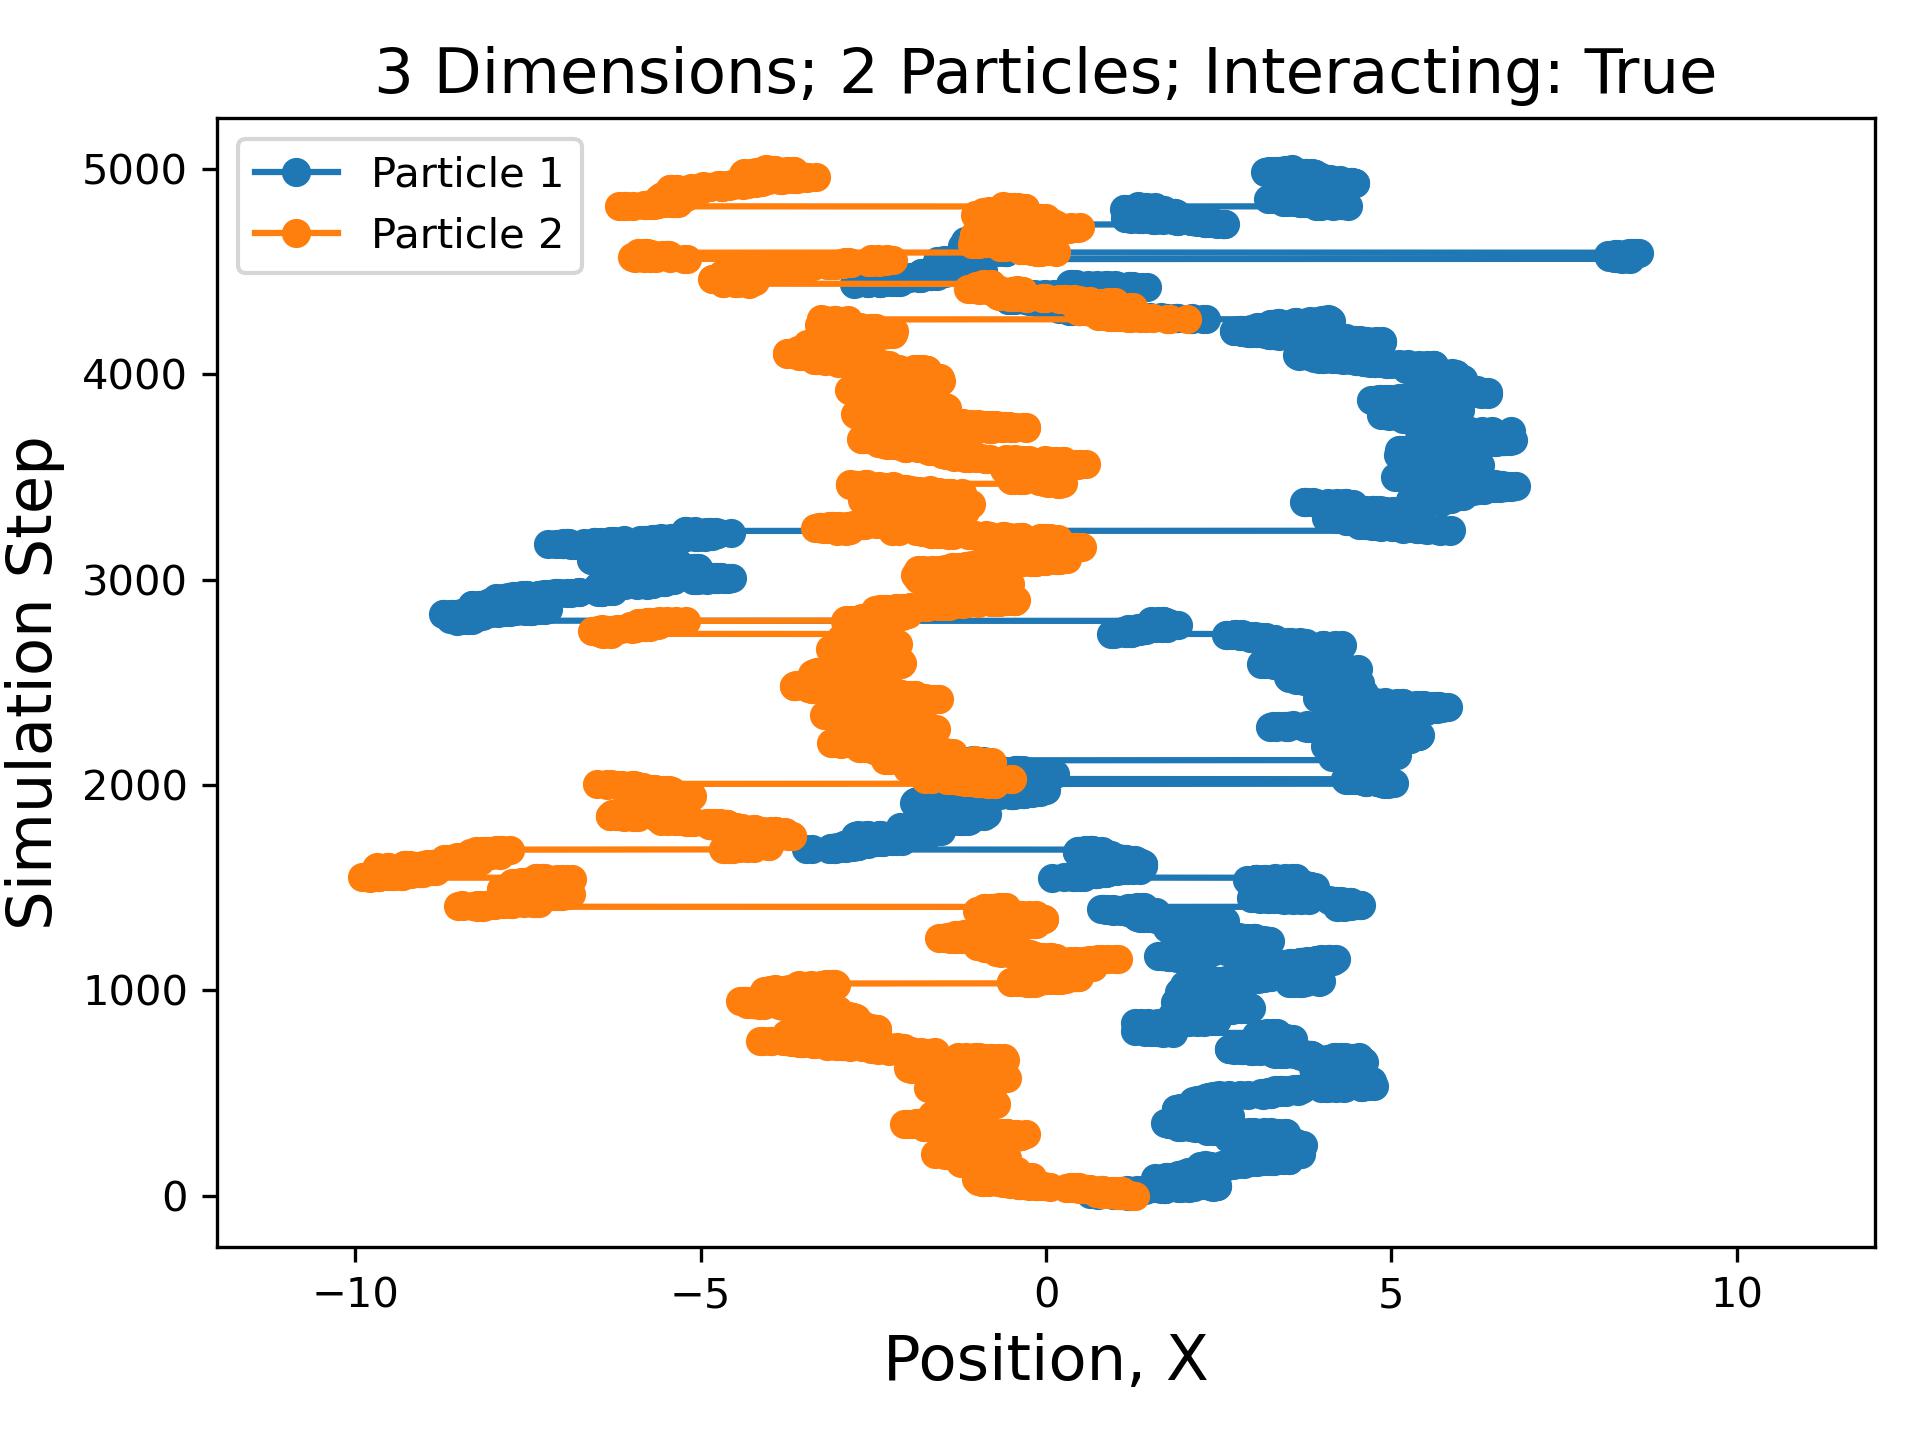 3 Dimensions; 2 Particles; Interacting: True
Particle 1
Particle 2
5000
4000
3000
2000
1000
0
Simulation Step
−10 −5 0 5 10
Position, X